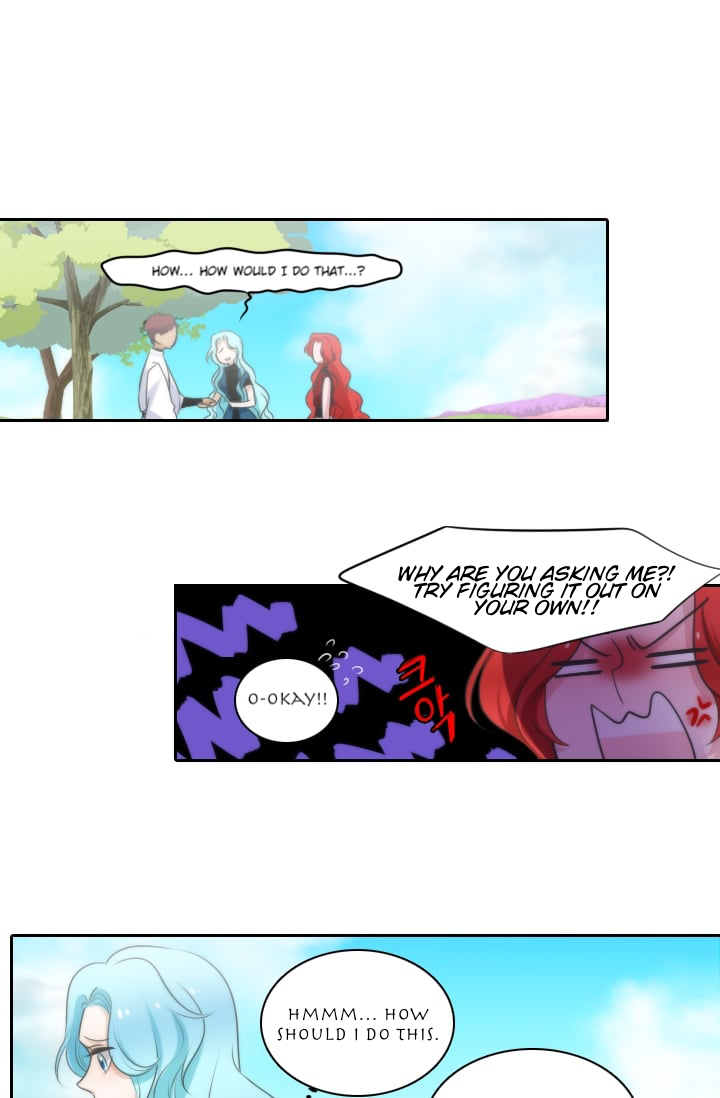 HOW... HOW WOULD I DO THAT...?
WHY ARE YOU ASKING ME?!
TRY FIGURING IT OUT ON
YOUR OWN!!
O-OKAY!!
크악
HMMM... HOW
SHOULD I DO THIS.